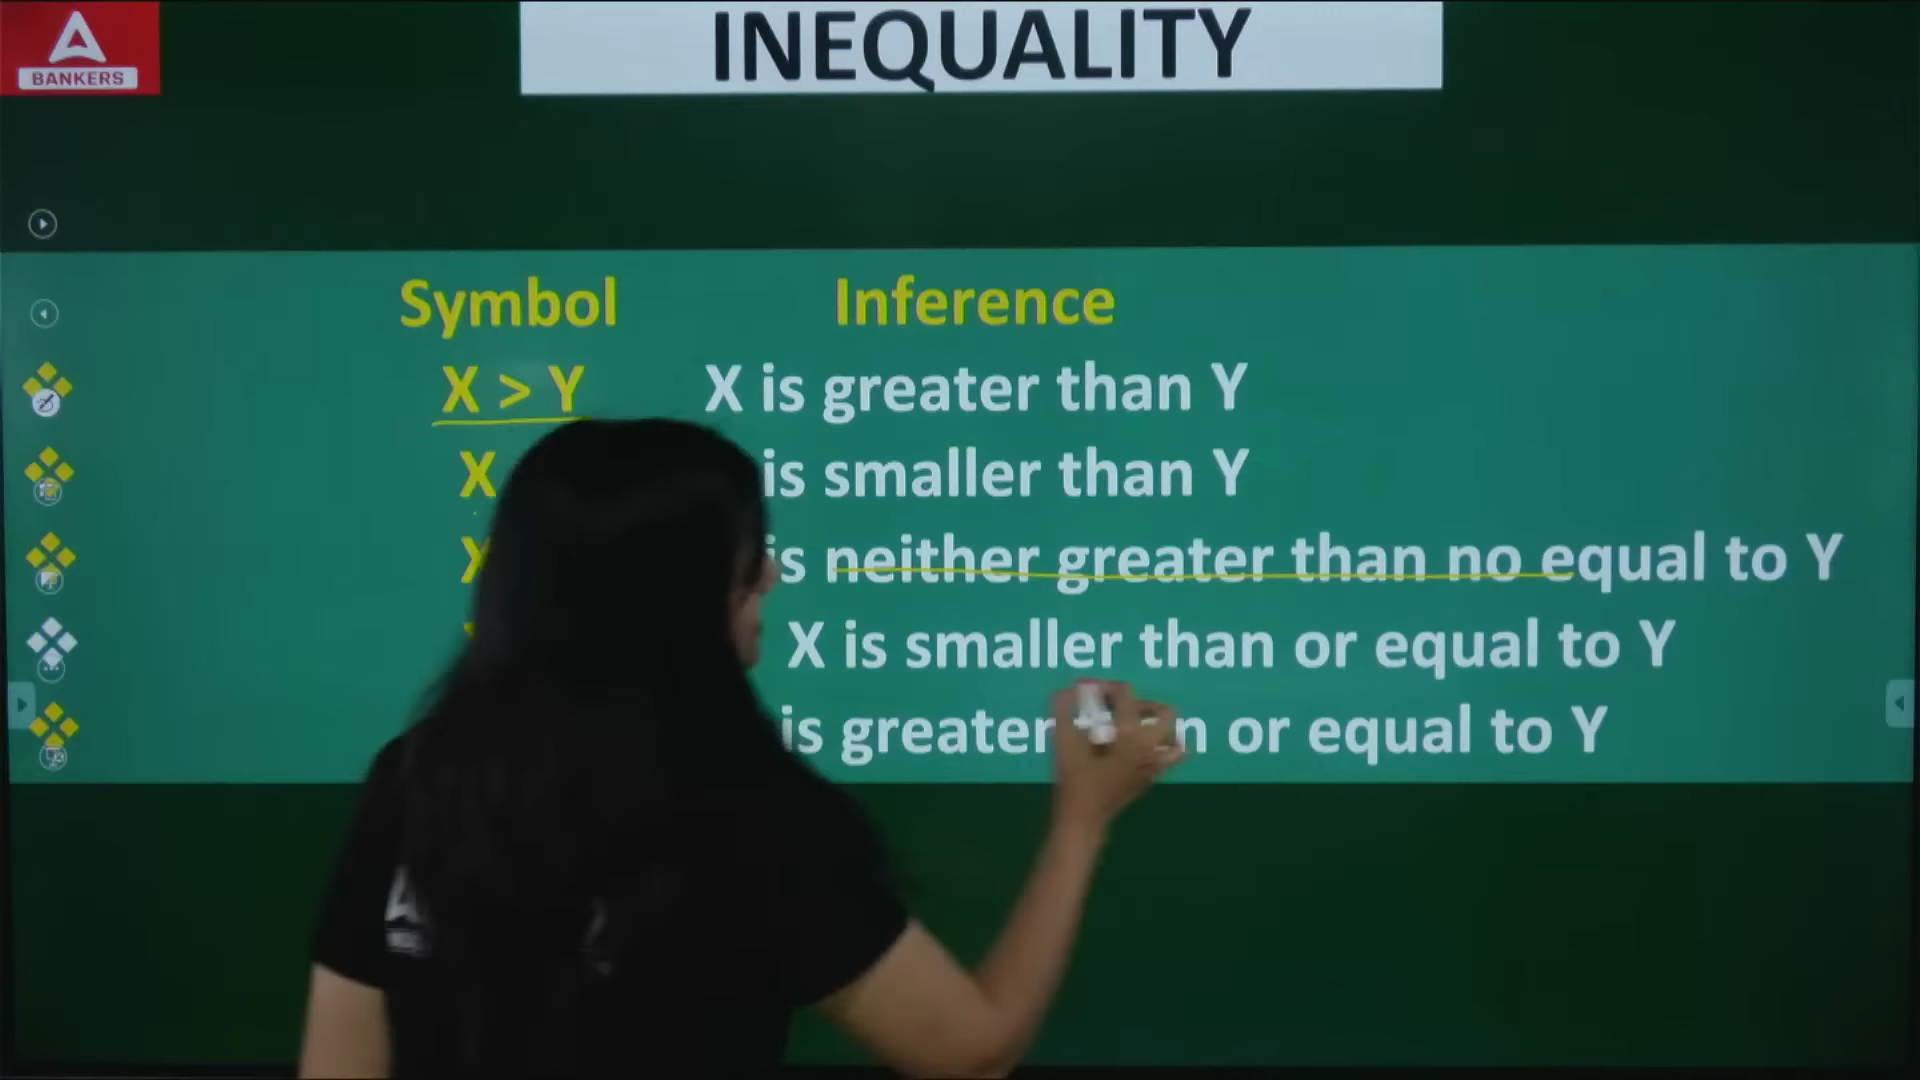 BANKERS
INEQUALITY
Symbol Inference
X > Y X is greater than Y
X is smaller than Y
X is neither greater than no equal to Y
X is smaller than or equal to Y
is greater or equal to Y